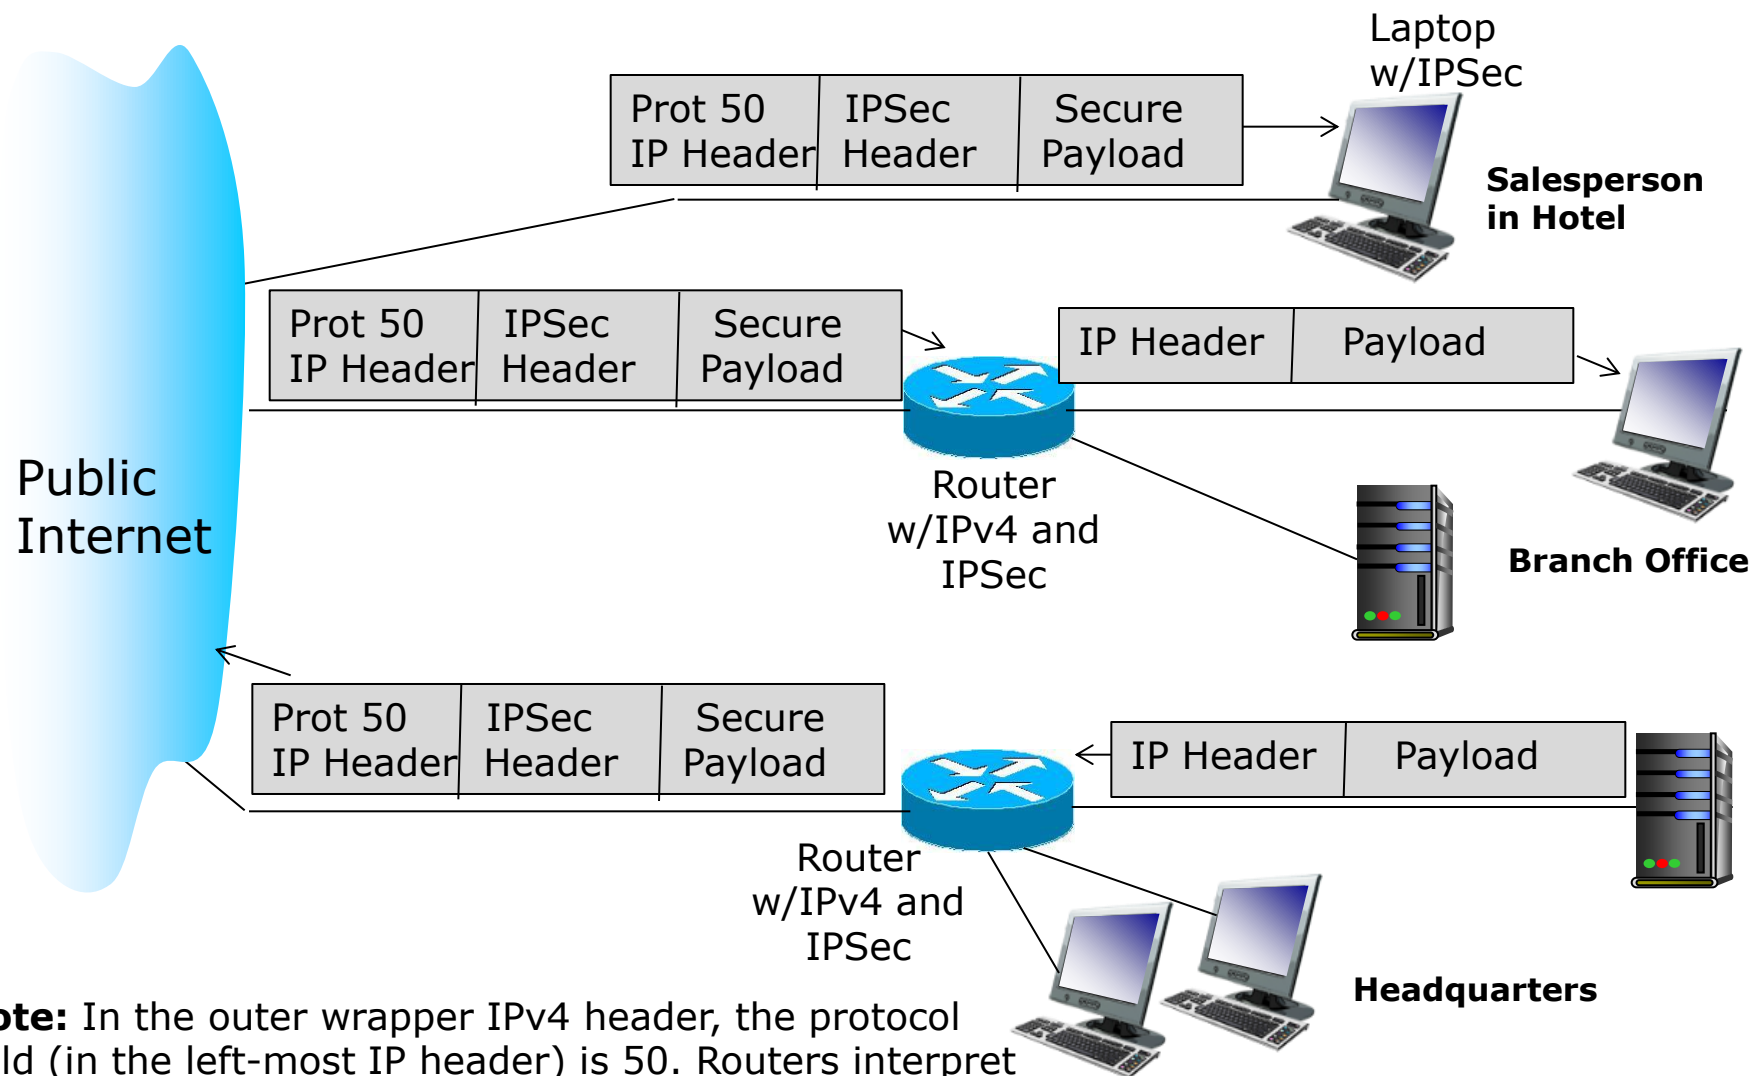 Laptop
w/IPSec
Prot 50
IP Header
IPSec
Header
Secure
Payload
Salesperson
in Hotel
Prot 50
IP Header
IPSec
Header
Secure
Payload
IP Header
Payload
Public
Internet
Router
w/IPv4 and
IPSec
Branch Office
Prot 50
IP Header
IPSec
Header
Secure
Payload
IP Header
Payload
Router
w/IPv4 and
IPSec
Headquarters
ote: In the outer wrapper IPv4 header, the protocol
ld (in the left-most IP header) is 50. Routers interpret